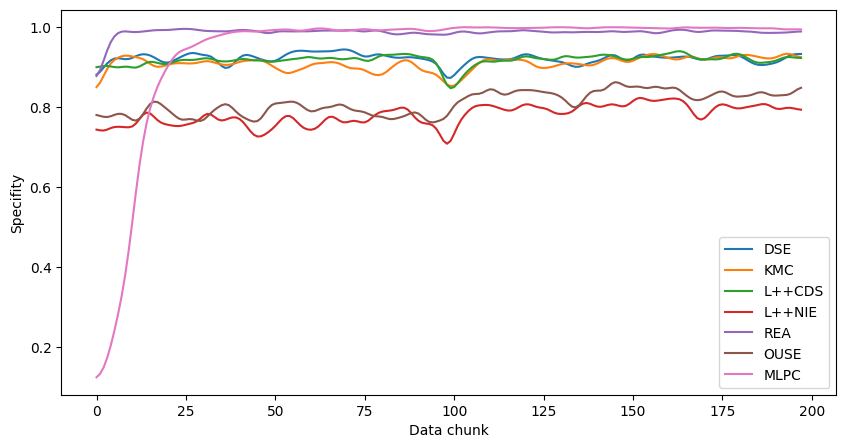 1.0
0.8
0.6
0.4
0.2
Specifity
0
25
50
75
100
125
150
175
200
Data chunk
DSE
KMC
L++CDS
L++NIE
REA
OUSE
MLPC